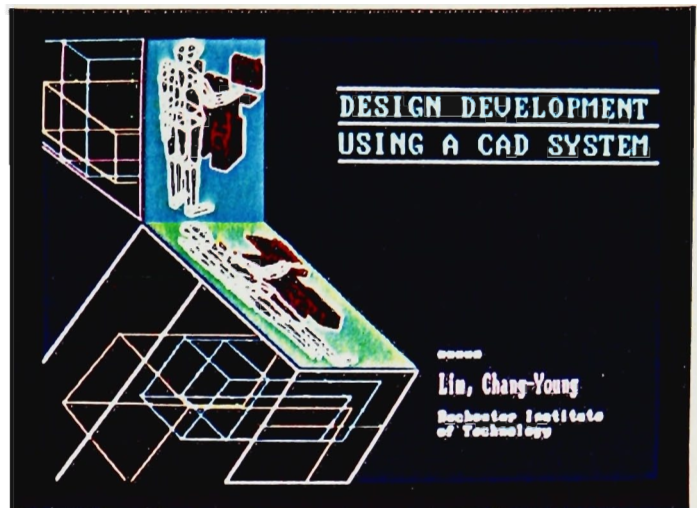 DESIGN DEVELOPMENT
USING A CAD SYSTEM
Lim, Chang-Young
Rochester Institute
of Technology